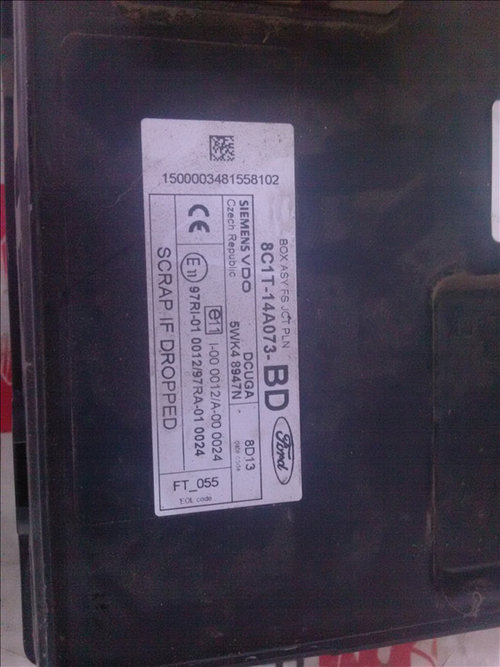 1500003481558102
BOX ASY FS JCT PLN
8C1T-14A073- BD
Ford
SIEMENS VDO
Czech Republic
DCUGA
5WK4 8947N
8D13
CE
e11 I-00 0012/A-00 0024
E11 97RI-01 0012/97RA-01 0024
SCRAP IF DROPPED
FT_055
EOL code